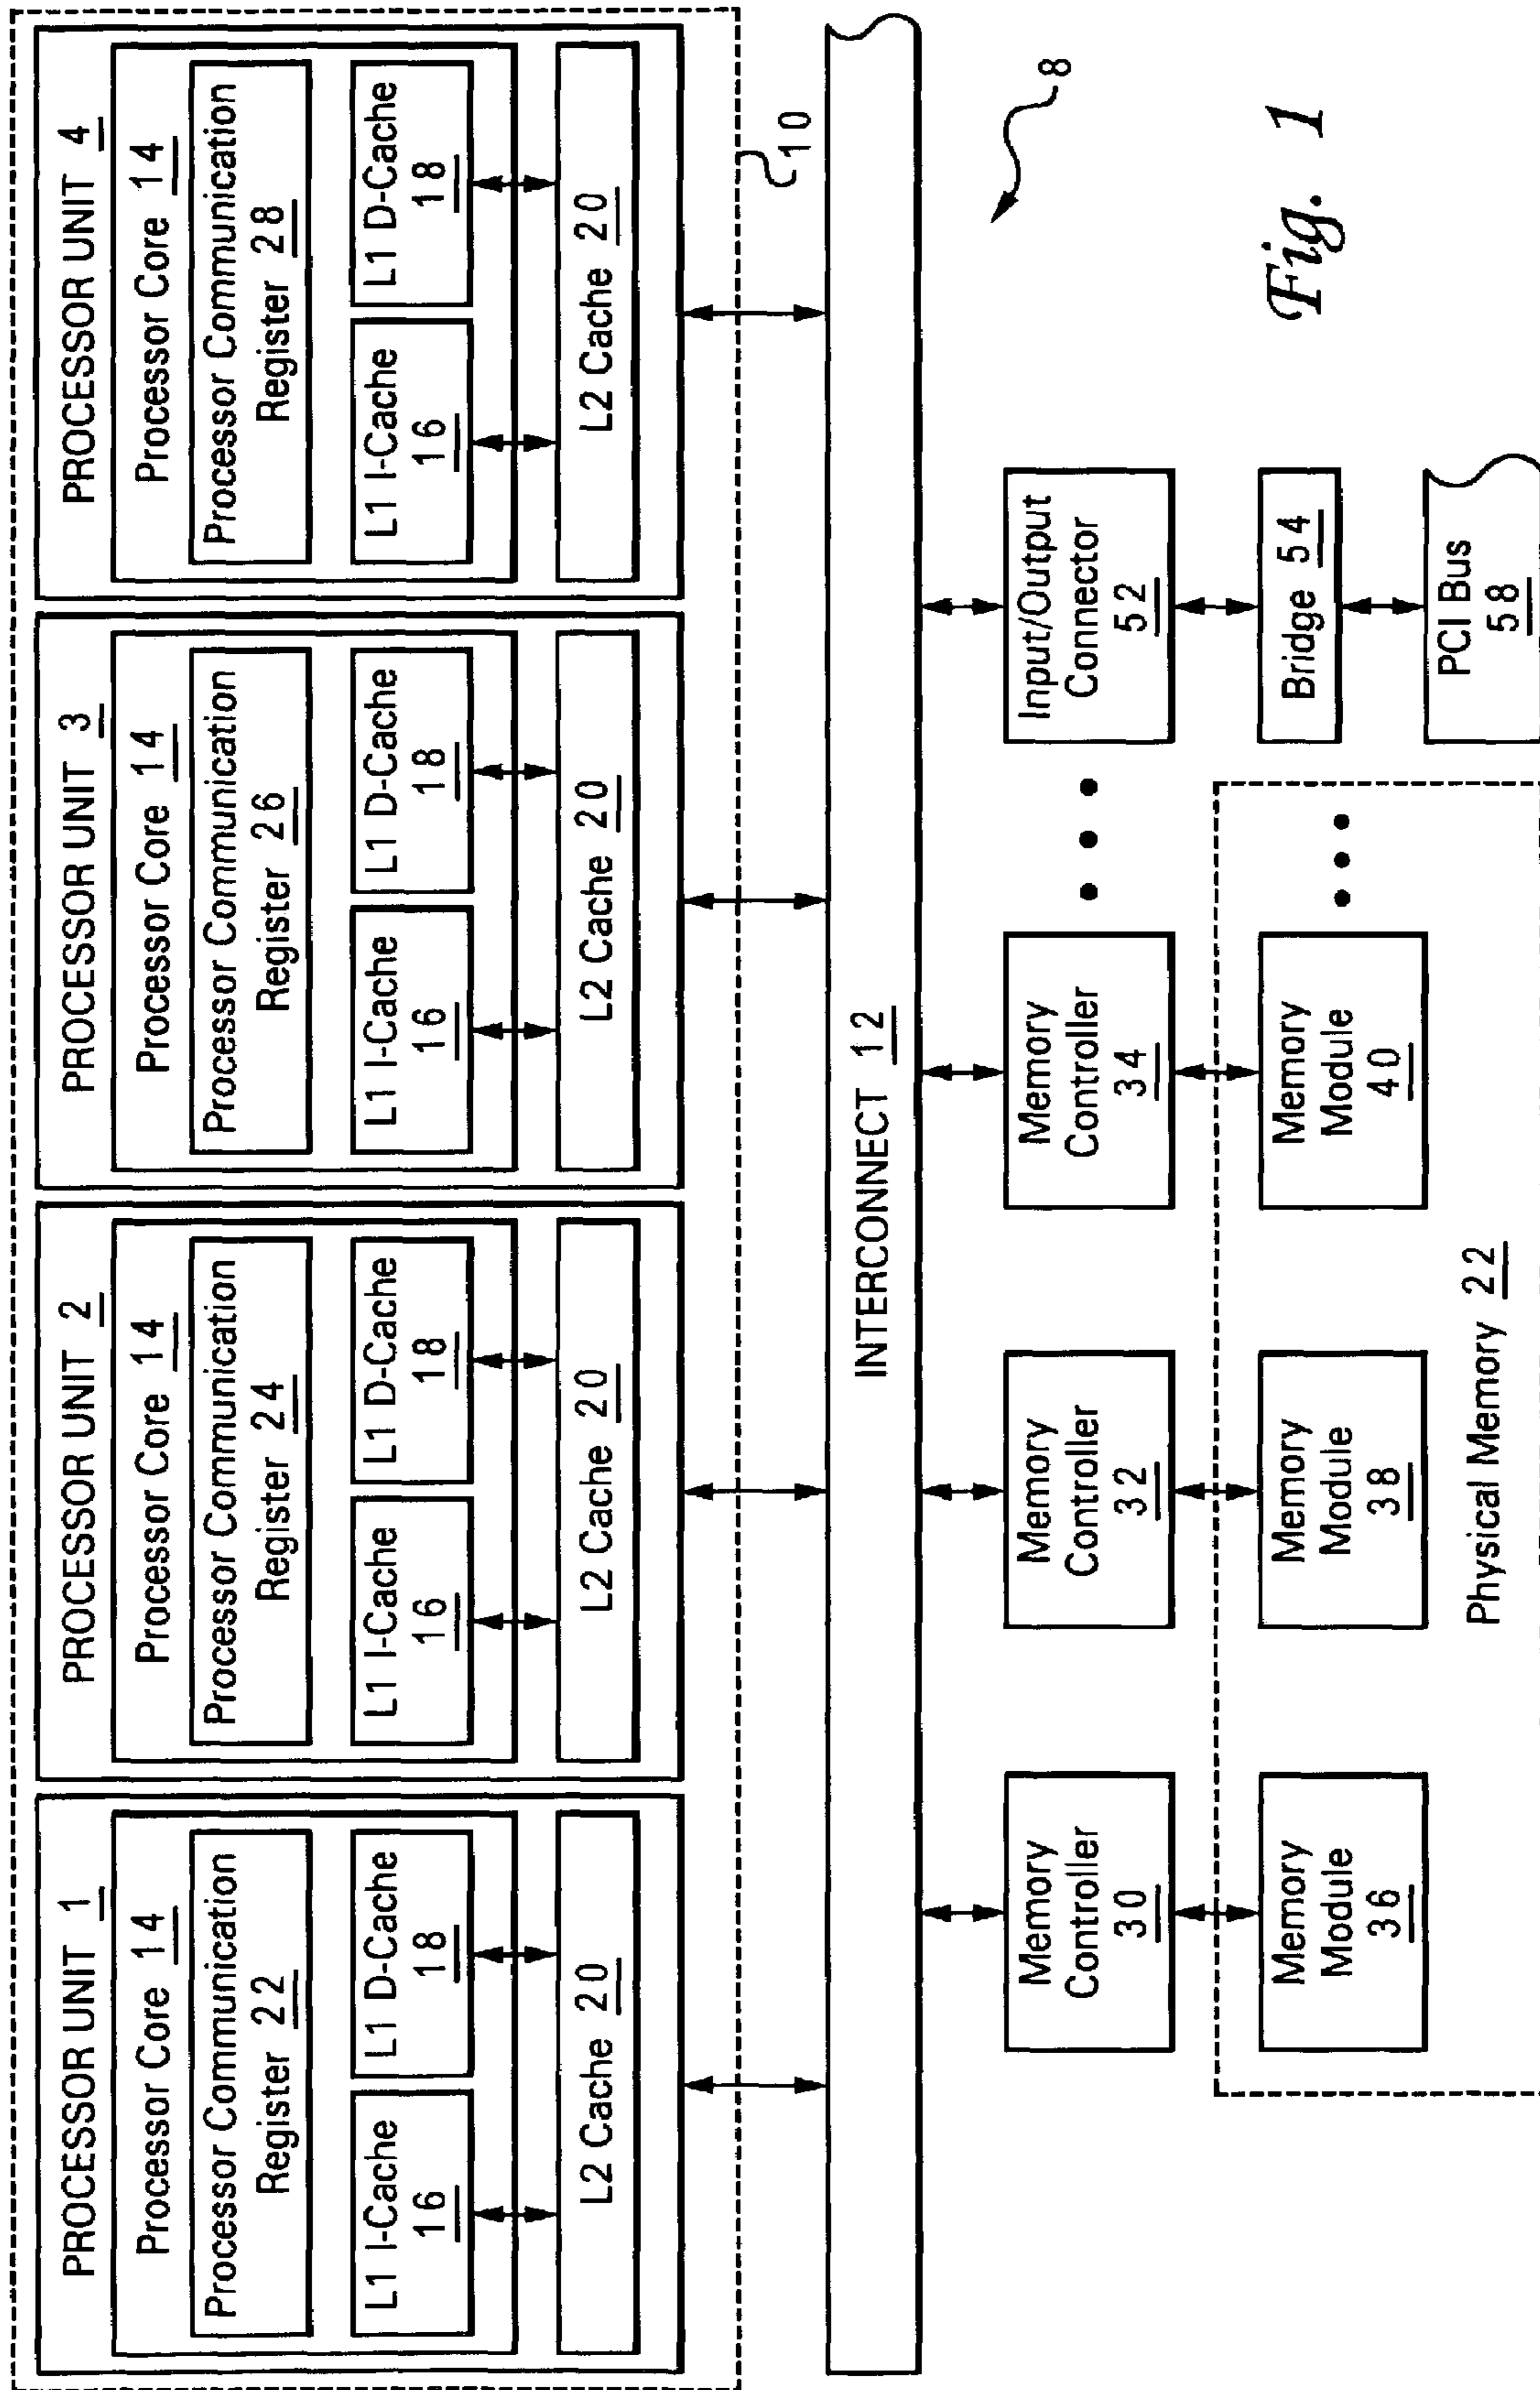 PROCESSOR UNIT 1
Processor Core 14
Processor Communication
Register 22
L1 I-Cache
16
L1 D-Cache
18
L2 Cache 20
PROCESSOR UNIT 2
Processor Core 14
Processor Communication
Register 24
L1 I-Cache
16
L1 D-Cache
18
L2 Cache 20
PROCESSOR UNIT 3
Processor Core 14
Processor Communication
Register 26
L1 I-Cache
16
L1 D-Cache
18
L2 Cache 20
PROCESSOR UNIT 4
Processor Core 14
Processor Communication
Register 28
L1 I-Cache
16
L1 D-Cache
18
L2 Cache 20
10
INTERCONNECT 12
8
Memory
Controller
30
Memory
Controller
32
Memory
Controller
34
Input/Output
Connector
52
Memory
Module
36
Memory
Module
38
Memory
Module
40
Bridge 54
PCI Bus
58
Physical Memory 22
Fig. 1